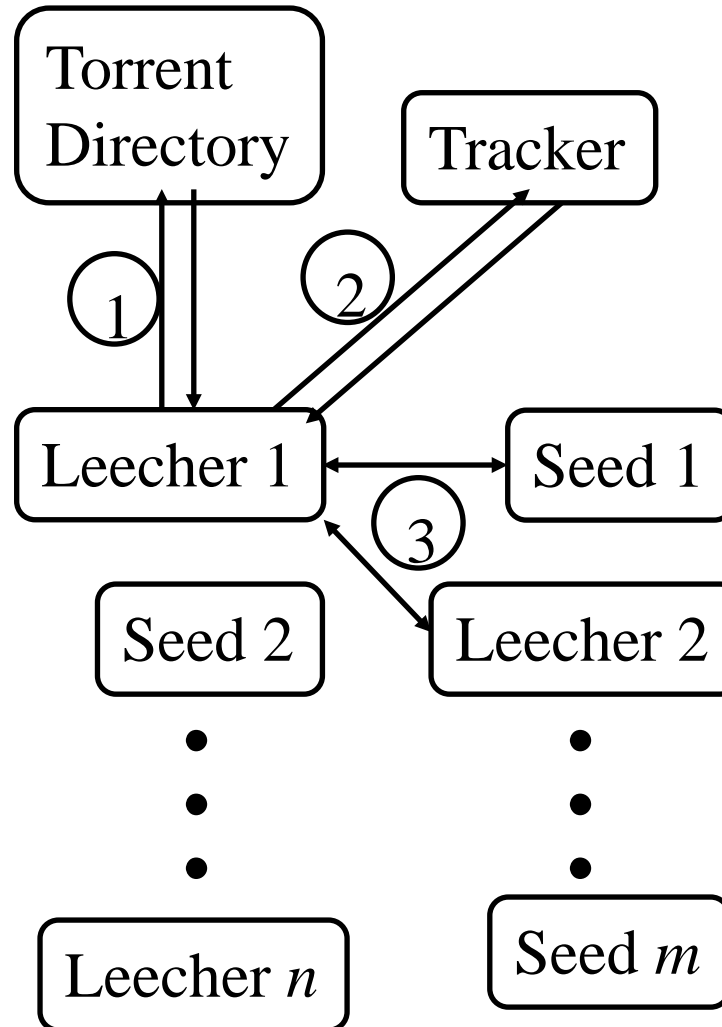 Torrent
Directory
Tracker
1
2
Leecher 1
Seed 1
3
Seed 2
Leecher 2
Leecher n
Seed m